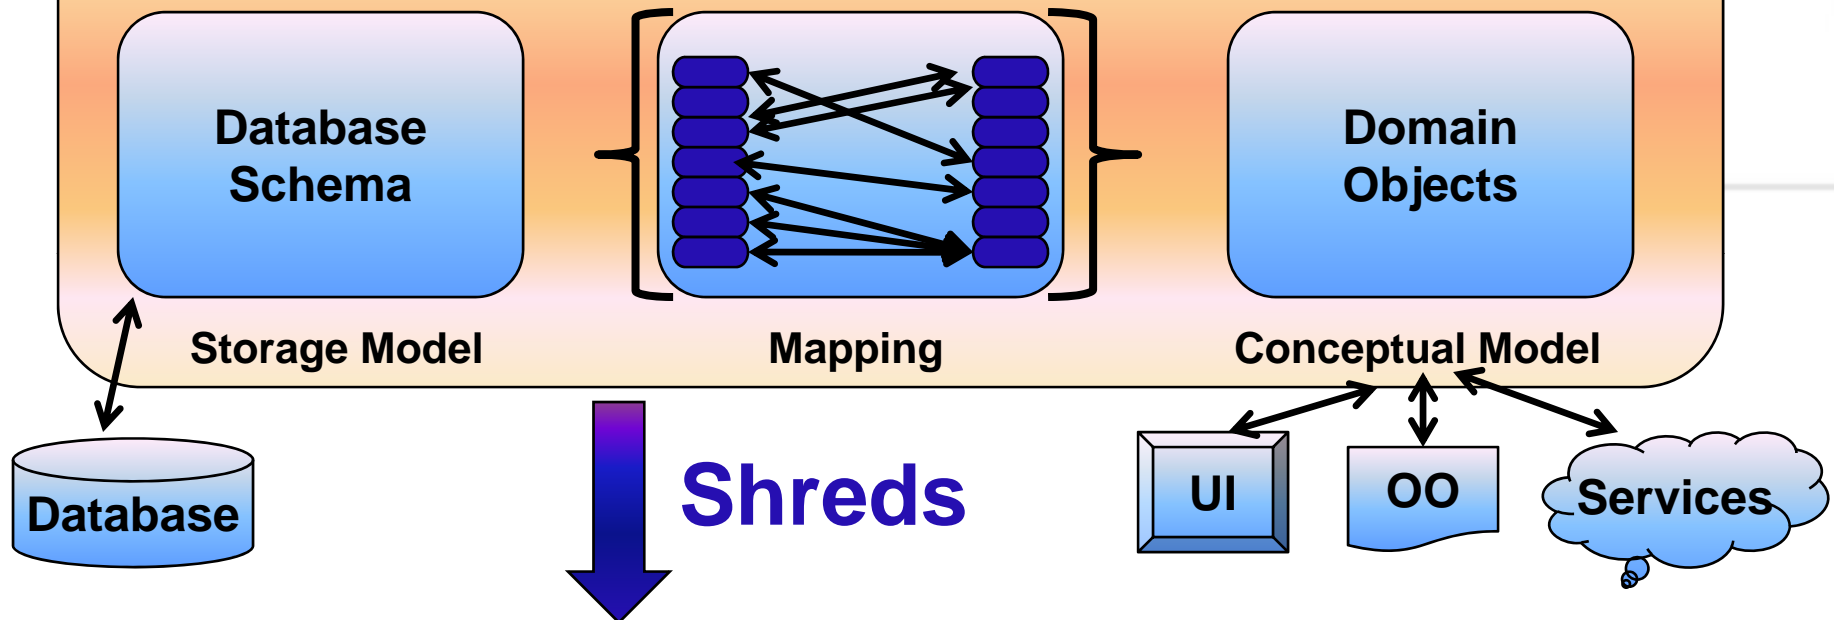 Database
Schema
Domain
Objects
Storage Model
Mapping
Conceptual Model
Database
Shreds
UI
OO
Services